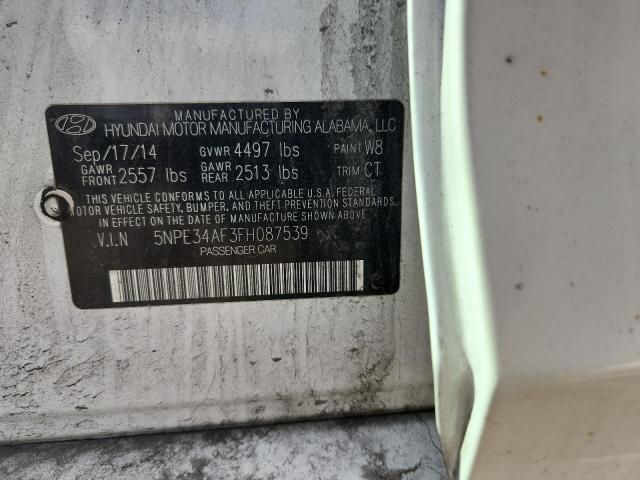 MANUFACTURED BY
HYUNDAI MOTOR MANUFACTURING ALABAMA, LLC
Sep/17/14 GVWR 4497 lbs PAINT W8
GAWR FRONT 2557 lbs GAWR REAR 2513 lbs TRIM CT
THIS VEHICLE CONFORMS TO ALL APPLICABLE U.S.A. FEDERAL
MOTOR VEHICLE SAFETY, BUMPER, AND THEFT PREVENTION STANDARDS
IN EFFECT ON THE DATE OF MANUFACTURE SHOWN ABOVE.
V.I.N 5NPE34AF3FH087539
PASSENGER CAR